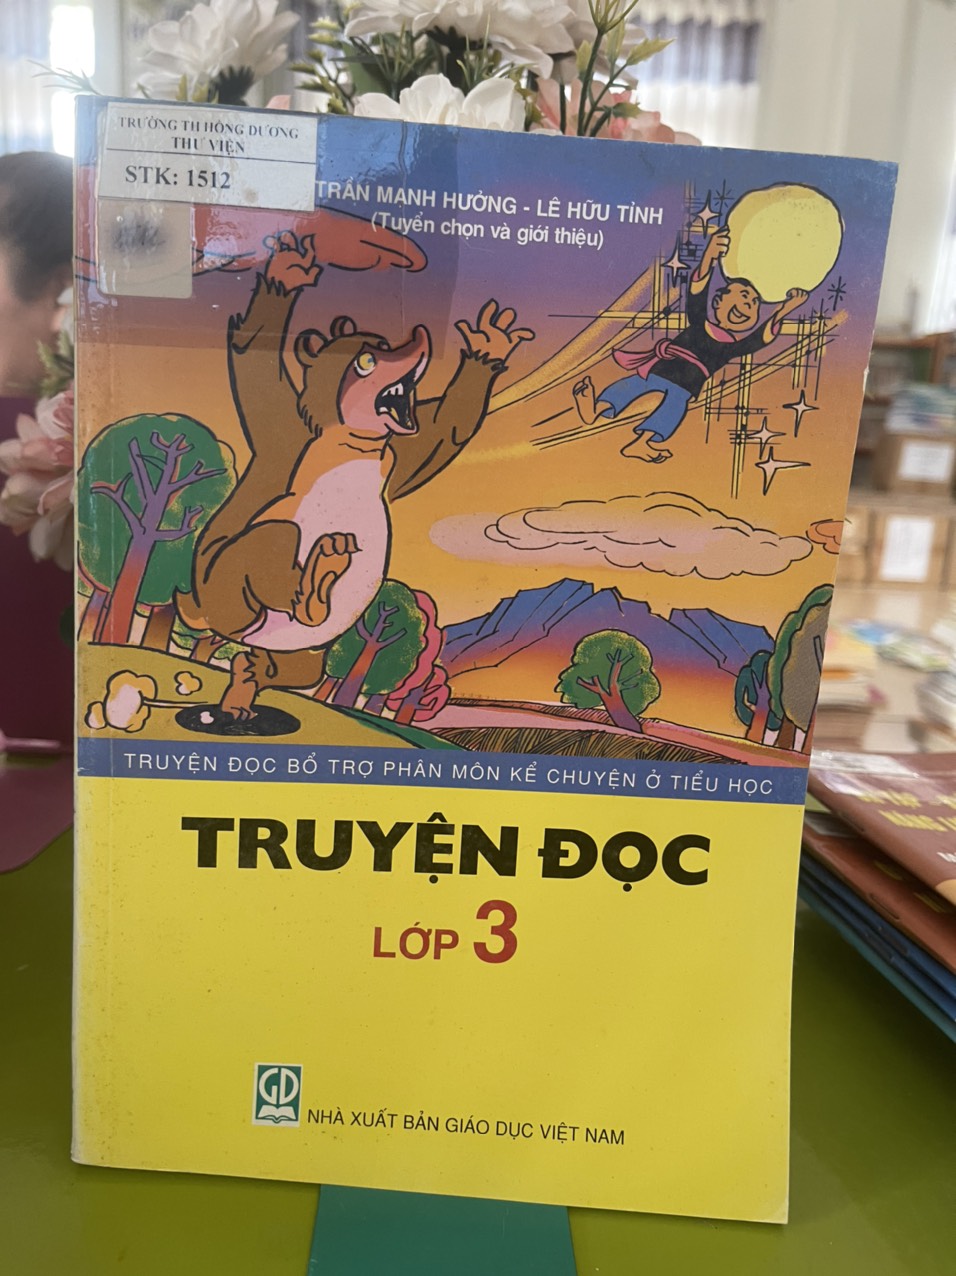 TRƯỜNG TH HỒNG DƯƠNG
THƯ VIỆN
STK: 1512
TRẦN MẠNH HƯỞNG - LÊ HỮU TỈNH
(Tuyển chọn và giới thiệu)
TRUYỆN ĐỌC BỔ TRỢ PHÂN MÔN KỂ CHUYỆN Ở TIỂU HỌC
TRUYỆN ĐỌC
LỚP 3
GD
NHÀ XUẤT BẢN GIÁO DỤC VIỆT NAM